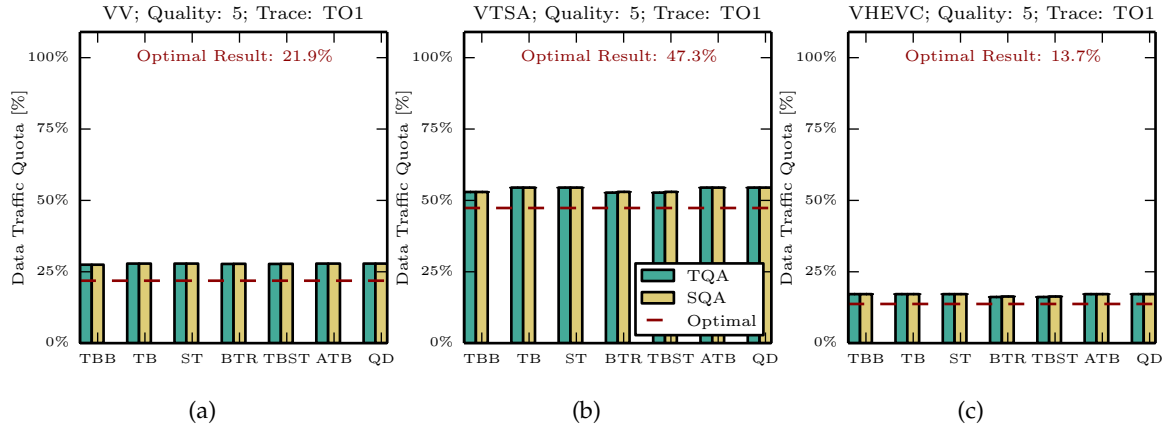 VV; Quality: 5; Trace: TO1
Optimal Result: 21.9%
Data Traffic Quota [%]
100%
75%
50%
25%
0%
TBB TB ST BTR TBST ATB QD
(a)
VTSA; Quality: 5; Trace: TO1
Optimal Result: 47.3%
Data Traffic Quota [%]
100%
75%
50%
25%
0%
TQA
SQA
Optimal
TBB TB ST BTR TBST ATB QD
(b)
VHEVC; Quality: 5; Trace: TO1
Optimal Result: 13.7%
Data Traffic Quota [%]
100%
75%
50%
25%
0%
TBB TB ST BTR TBST ATB QD
(c)